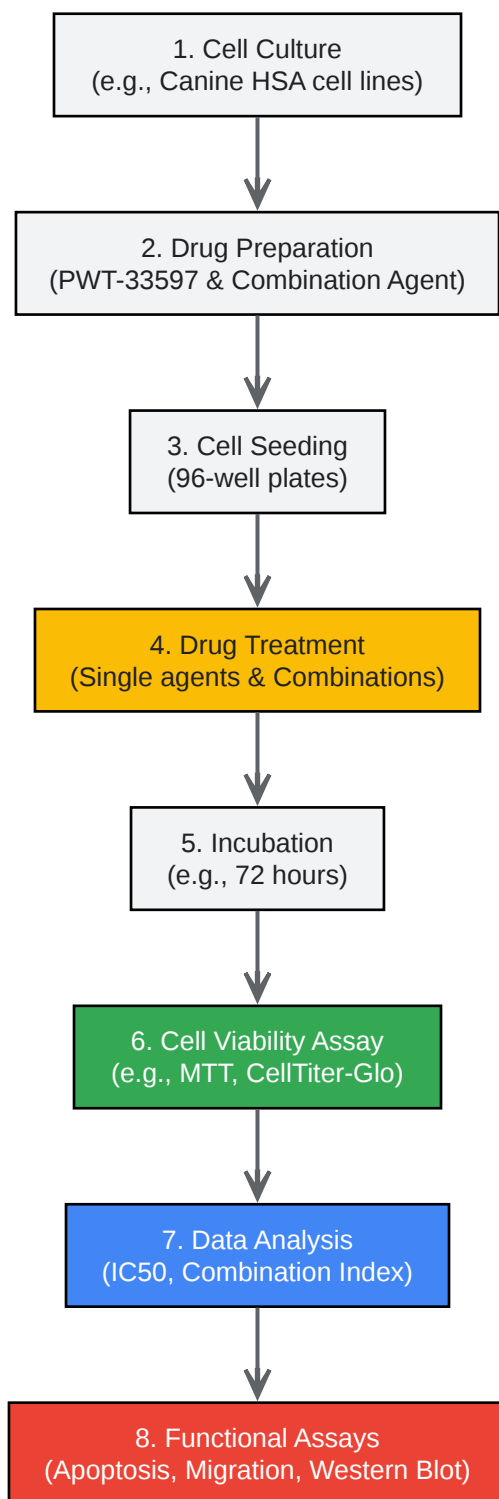 1. Cell Culture
(e.g., Canine HSA cell lines)
2. Drug Preparation
(PWT-33597 & Combination Agent)
3. Cell Seeding
(96-well plates)
4. Drug Treatment
(Single agents & Combinations)
5. Incubation
(e.g., 72 hours)
6. Cell Viability Assay
(e.g., MTT, CellTiter-Glo)
7. Data Analysis
(IC50, Combination Index)
8. Functional Assays
(Apoptosis, Migration, Western Blot)